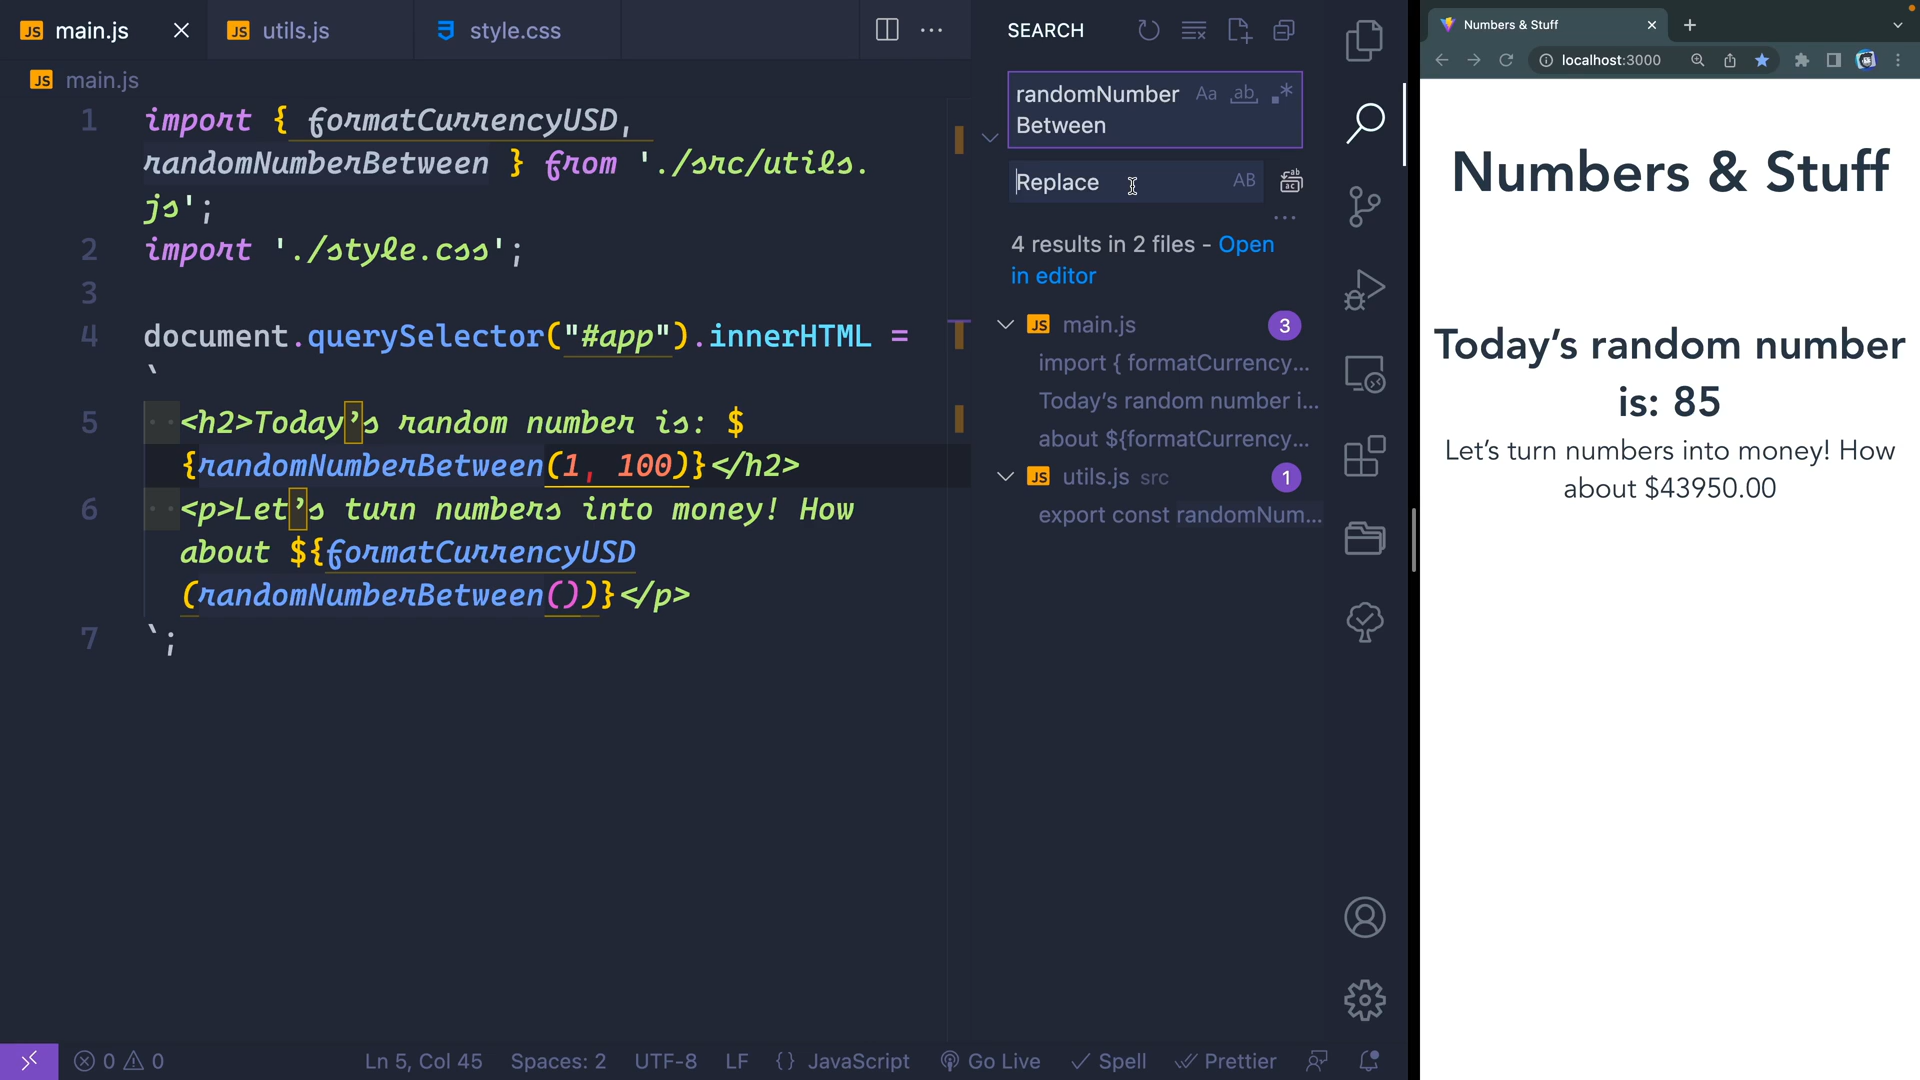 JS main.js
JS utils.js
style.css
JS main.js
1 import { formatCurrencyUSD,
randomNumberBetween } from './src/utils.
js';
2 import './style.css';
3
4 document.querySelector("#app").innerHTML =
`
5 <h2>Today’s random number is: $
{randomNumberBetween(1, 100)}</h2>
6 <p>Let’s turn numbers into money! How
about ${formatCurrencyUSD
(randomNumberBetween())}</p>
7 `;
SEARCH
randomNumber Aa ab .*
Between
Replace AB
4 results in 2 files - Open
in editor
JS main.js 3
import { formatCurrency...
Today’s random number i...
about ${formatCurrency...
JS utils.js src 1
export const randomNum...
0 0 Ln 5, Col 45 Spaces: 2 UTF-8 LF {} JavaScript Go Live Spell Prettier
Numbers & Stuff
localhost:3000
Numbers & Stuff
Today’s random number
is: 85
Let’s turn numbers into money! How
about $43950.00